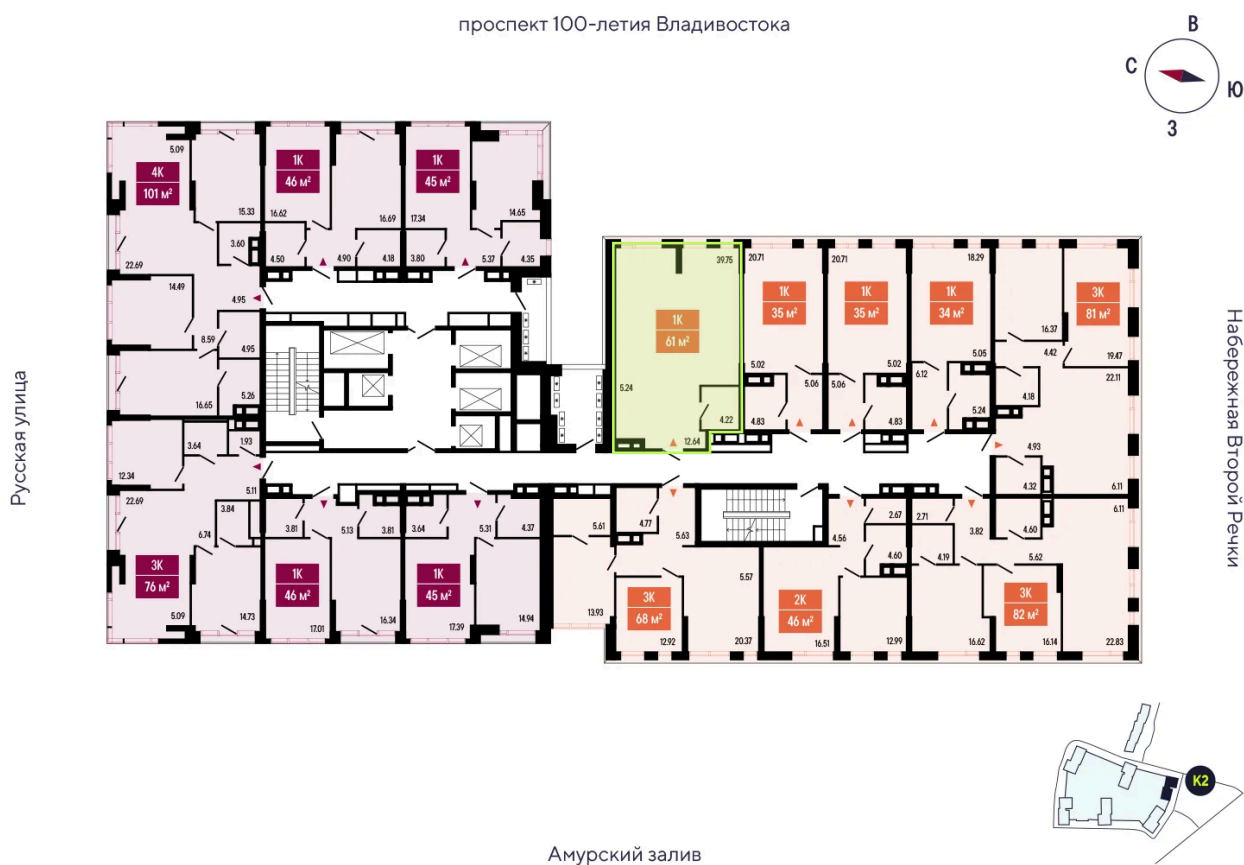 проспект 100-летия Владивостока
В
С
Ю
З
5.09
4К
101 м²
15.33
3.60
22.69
14.49
4.95
8.59
4.95
16.65
5.26
1К
46 м²
16.62
16.69
4.50
4.90
4.18
1К
45 м²
17.34
14.65
3.80
5.37
4.35
39.75
1К
61 м²
5.24
4.22
12.64
20.71
1К
35 м²
5.02
5.06
4.83
20.71
1К
35 м²
5.02
5.06
4.83
18.29
1К
34 м²
5.05
6.12
5.24
3К
81 м²
16.37
19.47
4.42
22.11
4.18
4.93
4.32
6.11
Русская улица
Набережная Второй Речки
3.64
1.93
12.34
5.11
22.69
3.84
6.74
3К
76 м²
5.09
14.73
3.81
5.13
3.81
1К
46 м²
17.01
16.34
3.64
5.31
4.37
1К
45 м²
17.39
14.94
5.61
4.77
5.63
5.57
13.93
3К
68 м²
12.92
20.37
2.67
4.56
4.60
2К
46 м²
16.51
12.99
2.71
3.82
4.60
6.11
4.19
5.62
3К
82 м²
16.62
16.14
22.83
К2
Амурский залив